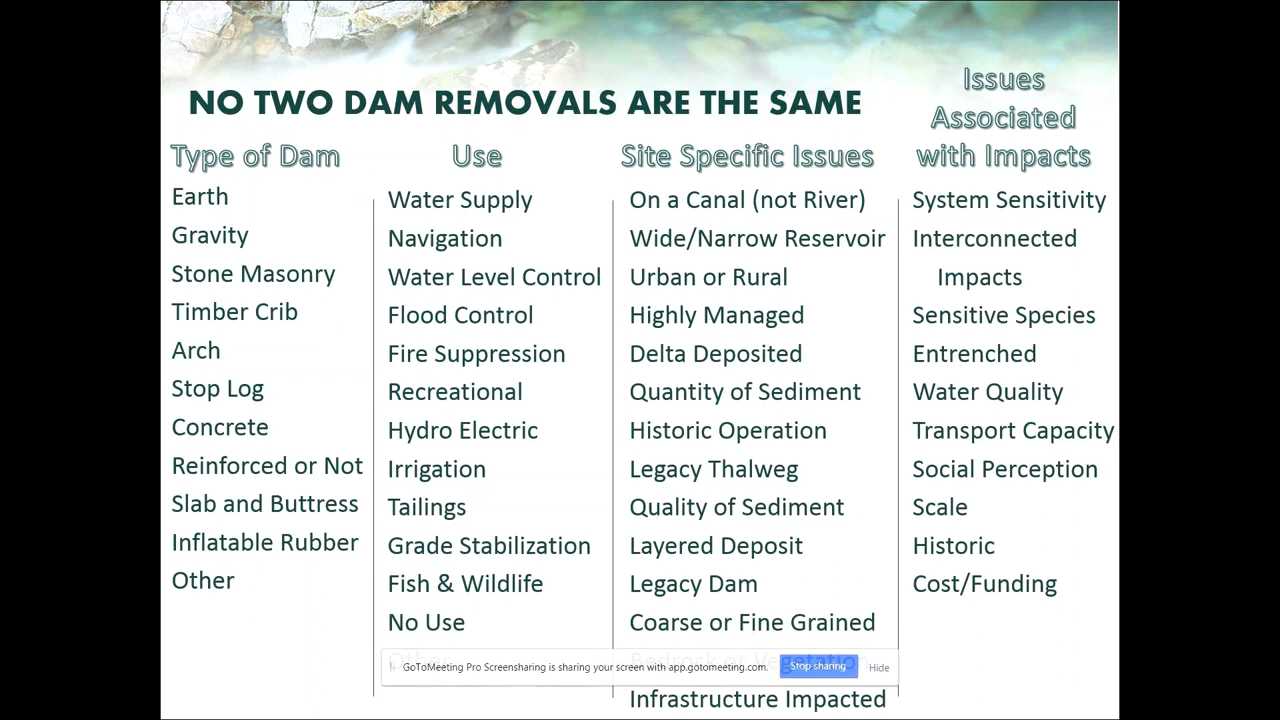 NO TWO DAM REMOVALS ARE THE SAME
Type of Dam
Earth
Gravity
Stone Masonry
Timber Crib
Arch
Stop Log
Concrete
Reinforced or Not
Slab and Buttress
Inflatable Rubber
Other
Use
Water Supply
Navigation
Water Level Control
Flood Control
Fire Suppression
Recreational
Hydro Electric
Irrigation
Tailings
Grade Stabilization
Fish & Wildlife
No Use
Other
Site Specific Issues
On a Canal (not River)
Wide/Narrow Reservoir
Urban or Rural
Highly Managed
Delta Deposited
Quantity of Sediment
Historic Operation
Legacy Thalweg
Quality of Sediment
Layered Deposit
Legacy Dam
Coarse or Fine Grained
Bedrock or Vegetation
Infrastructure Impacted
Issues
Associated
with Impacts
System Sensitivity
Interconnected
Impacts
Sensitive Species
Entrenched
Water Quality
Transport Capacity
Social Perception
Scale
Historic
Cost/Funding
GoToMeeting Pro Screensharing is sharing your screen with app.gotomeeting.com.
Stop sharing
Hide